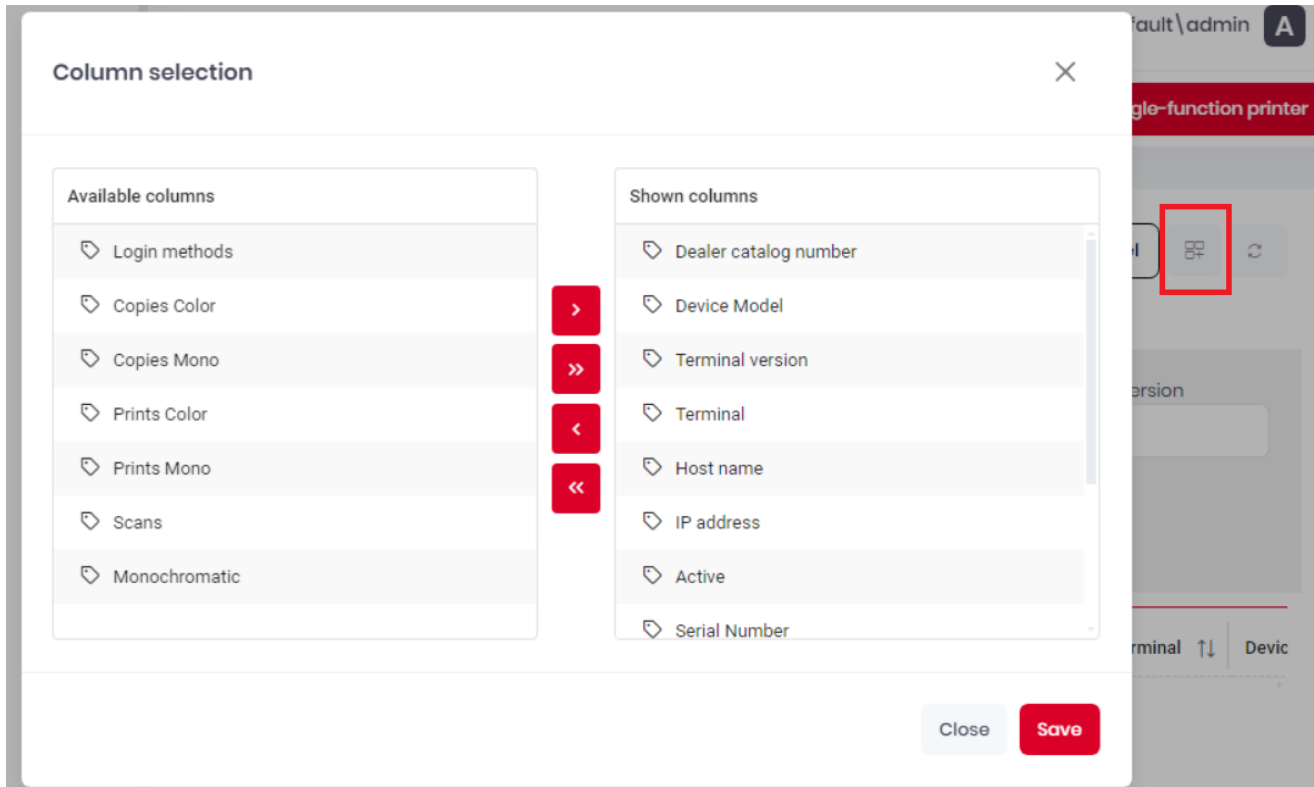 fault\admin
A
Column selection
gle-function printer
Available columns
Shown columns
Login methods
Copies Color
Copies Mono
Prints Color
Prints Mono
Scans
Monochromatic
Dealer catalog number
Device Model
Terminal version
Terminal
Host name
IP address
Active
Serial Number
ersion
rminal
Devic
Close
Save